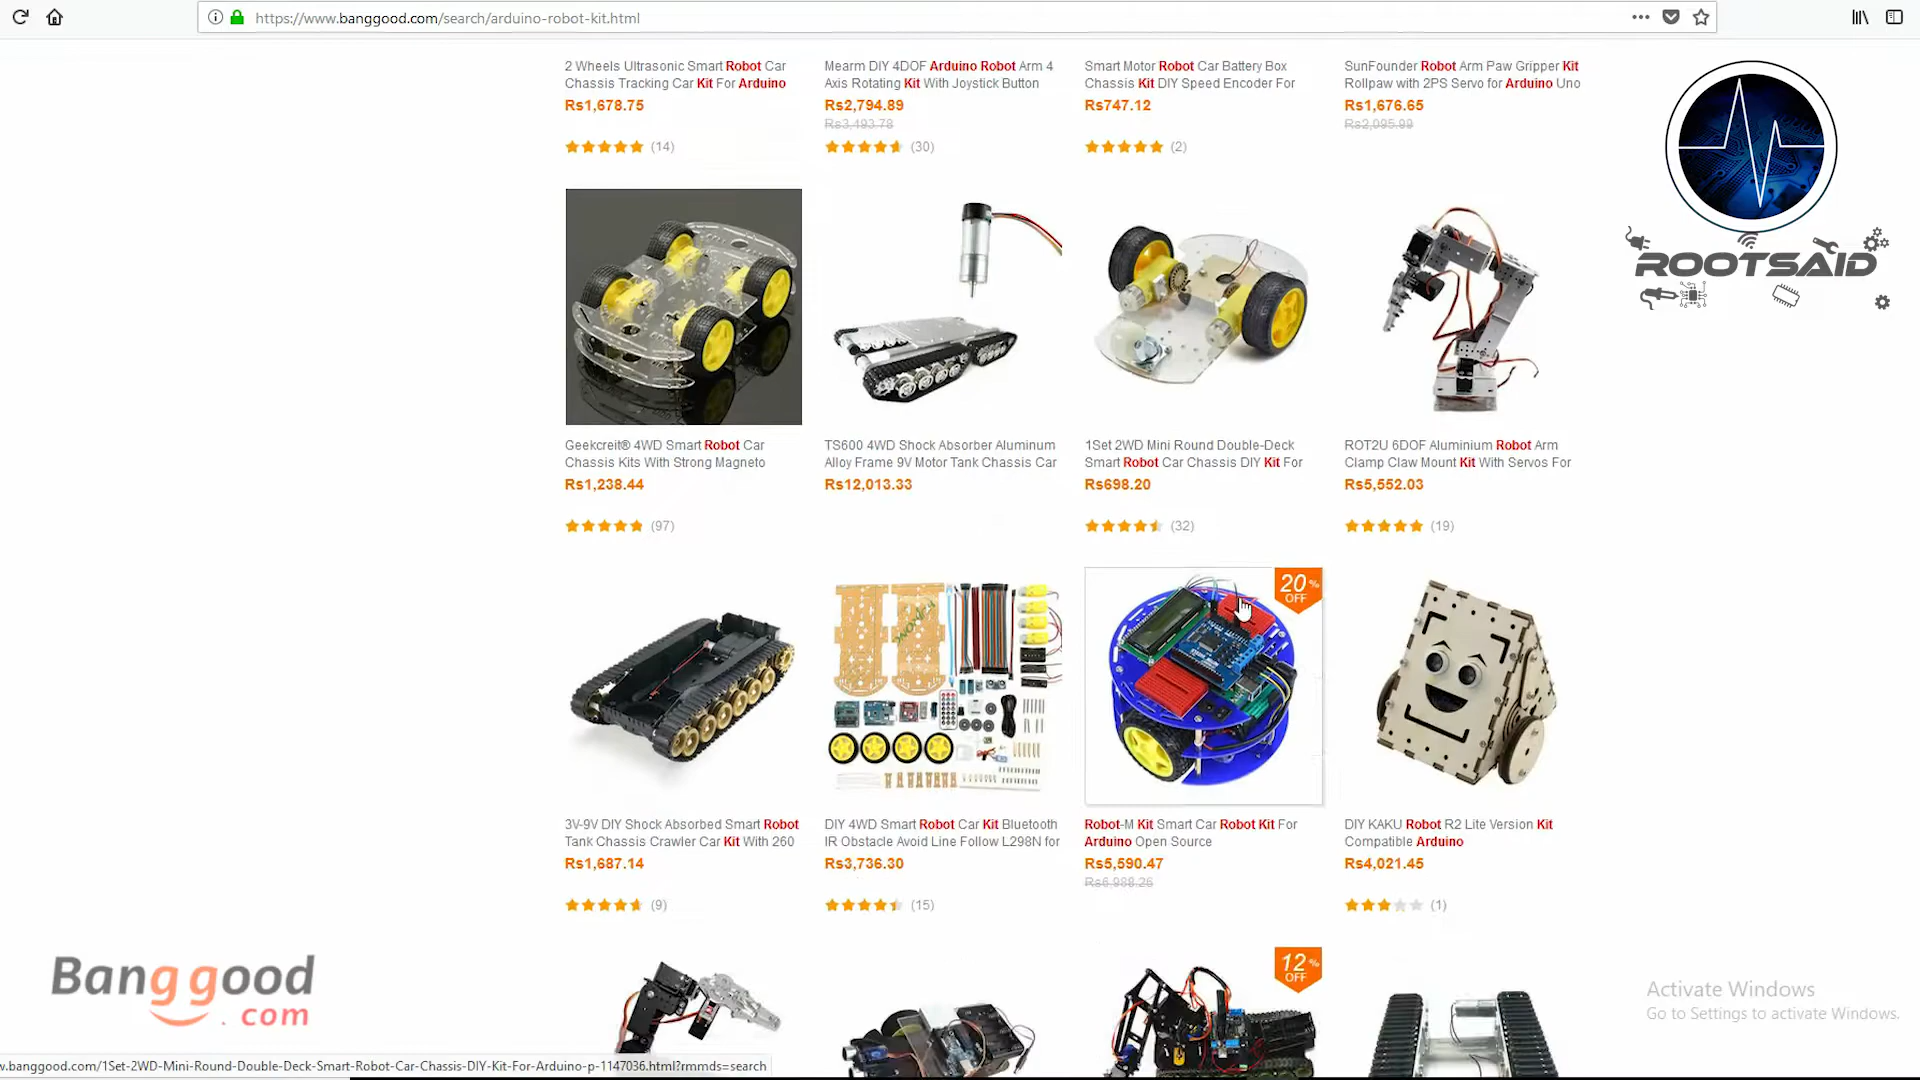 https://www.banggood.com/search/arduino-robot-kit.html
2 Wheels Ultrasonic Smart Robot Car
Chassis Tracking Car Kit For Arduino
Rs1,678.75
(14)
Mearm DIY 4DOF Arduino Robot Arm 4
Axis Rotating Kit With Joystick Button
Rs2,794.89
Rs3,493.78
(30)
Smart Motor Robot Car Battery Box
Chassis Kit DIY Speed Encoder For
Rs747.12
(2)
SunFounder Robot Arm Paw Gripper Kit
Rollpaw with 2PS Servo for Arduino Uno
Rs1,676.65
Rs2,095.99
ROOTSAID
Geekcreit® 4WD Smart Robot Car
Chassis Kits With Strong Magneto
Rs1,238.44
(97)
TS600 4WD Shock Absorber Aluminum
Alloy Frame 9V Motor Tank Chassis Car
Rs12,013.33
1Set 2WD Mini Round Double-Deck
Smart Robot Car Chassis DIY Kit For
Rs698.20
(32)
ROT2U 6DOF Aluminium Robot Arm
Clamp Claw Mount Kit With Servos For
Rs5,552.03
(19)
20%
OFF
3V-9V DIY Shock Absorbed Smart Robot
Tank Chassis Crawler Car Kit With 260
Rs1,687.14
(9)
DIY 4WD Smart Robot Car Kit Bluetooth
IR Obstacle Avoid Line Follow L298N for
Rs3,736.30
(15)
Robot-M Kit Smart Car Robot Kit For
Arduino Open Source
Rs5,590.47
Rs6,988.26
DIY KAKU Robot R2 Lite Version Kit
Compatible Arduino
Rs4,021.45
(1)
12%
OFF
Banggood
.com
Activate Windows
Go to Settings to activate Windows.
w.banggood.com/1Set-2WD-Mini-Round-Double-Deck-Smart-Robot-Car-Chassis-DIY-Kit-For-Arduino-p-1147036.html?rmmds=search